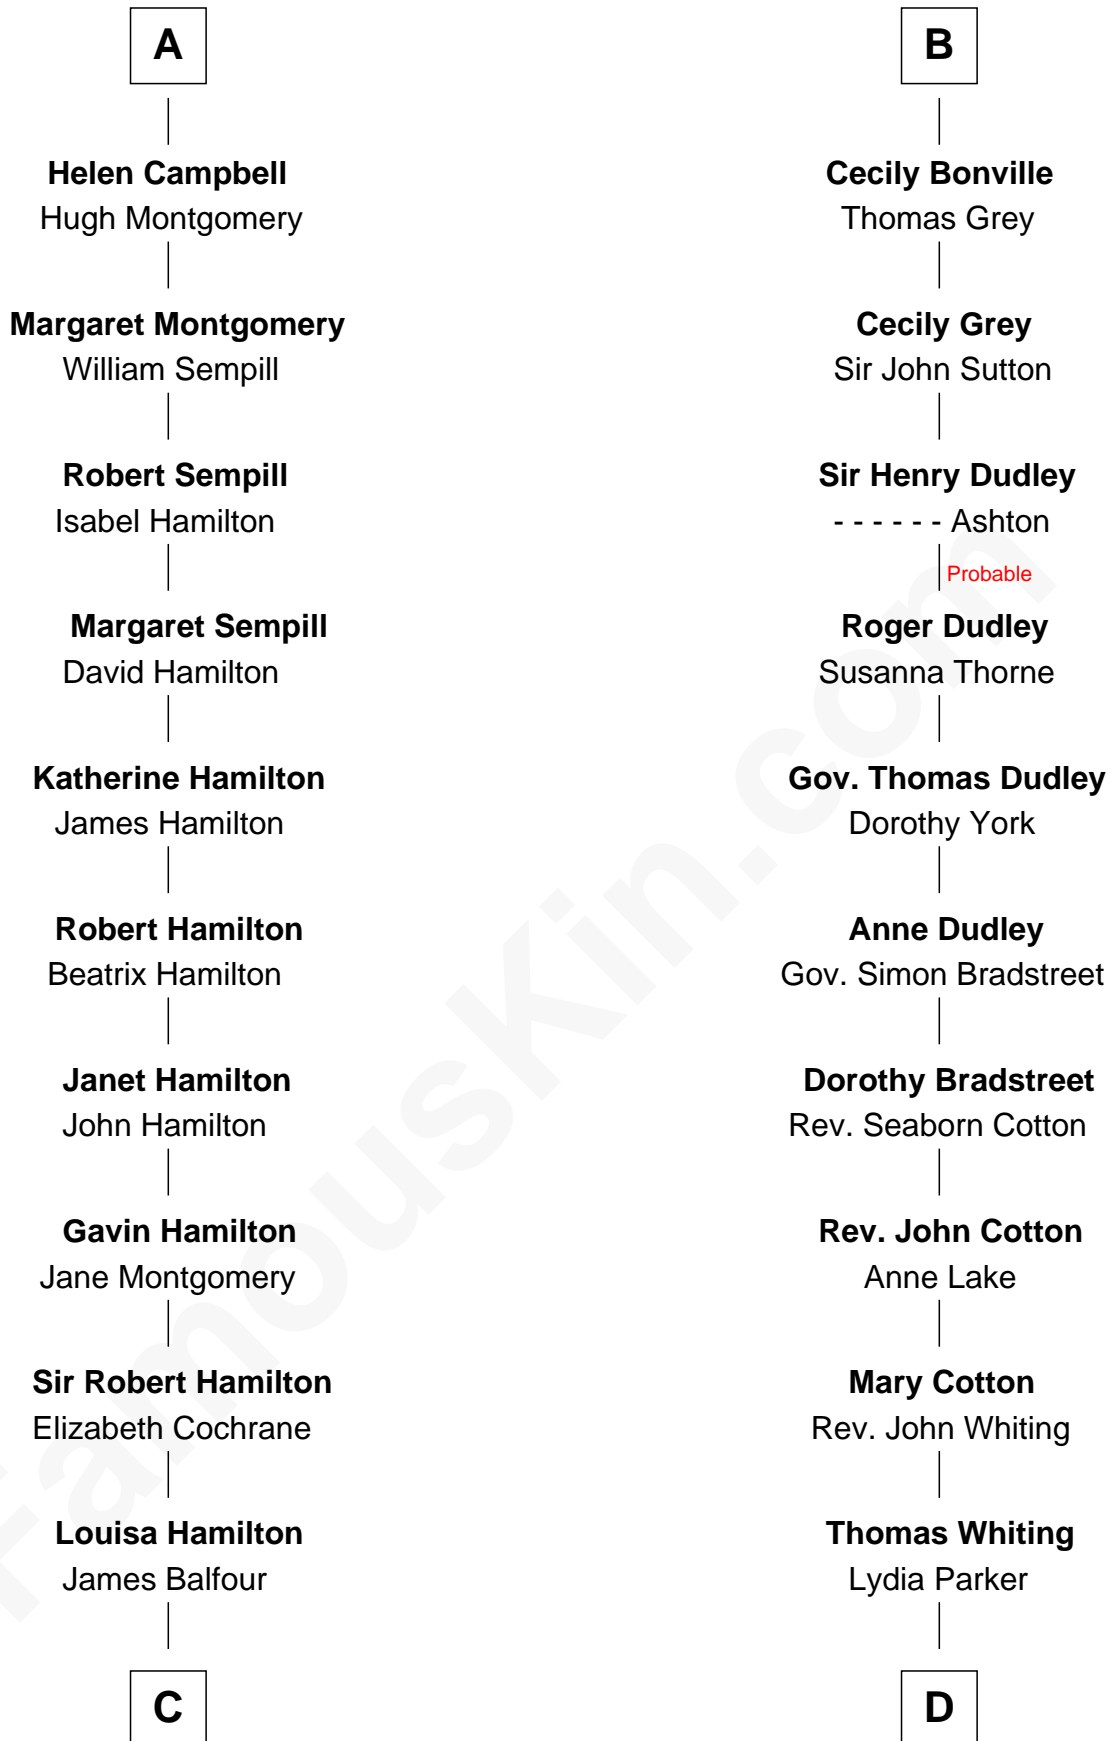 A
Helen Campbell
Hugh Montgomery
Margaret Montgomery
William Sempill
Robert Sempill
Isabel Hamilton
Margaret Sempill
David Hamilton
Katherine Hamilton
James Hamilton
Robert Hamilton
Beatrix Hamilton
Janet Hamilton
John Hamilton
Gavin Hamilton
Jane Montgomery
Sir Robert Hamilton
Elizabeth Cochrane
Louisa Hamilton
James Balfour
C
B
Cecily Bonville
Thomas Grey
Cecily Grey
Sir John Sutton
Sir Henry Dudley
- - - - - - Ashton
Probable
Roger Dudley
Susanna Thorne
Gov. Thomas Dudley
Dorothy York
Anne Dudley
Gov. Simon Bradstreet
Dorothy Bradstreet
Rev. Seaborn Cotton
Rev. John Cotton
Anne Lake
Mary Cotton
Rev. John Whiting
Thomas Whiting
Lydia Parker
D
FamousKin.com